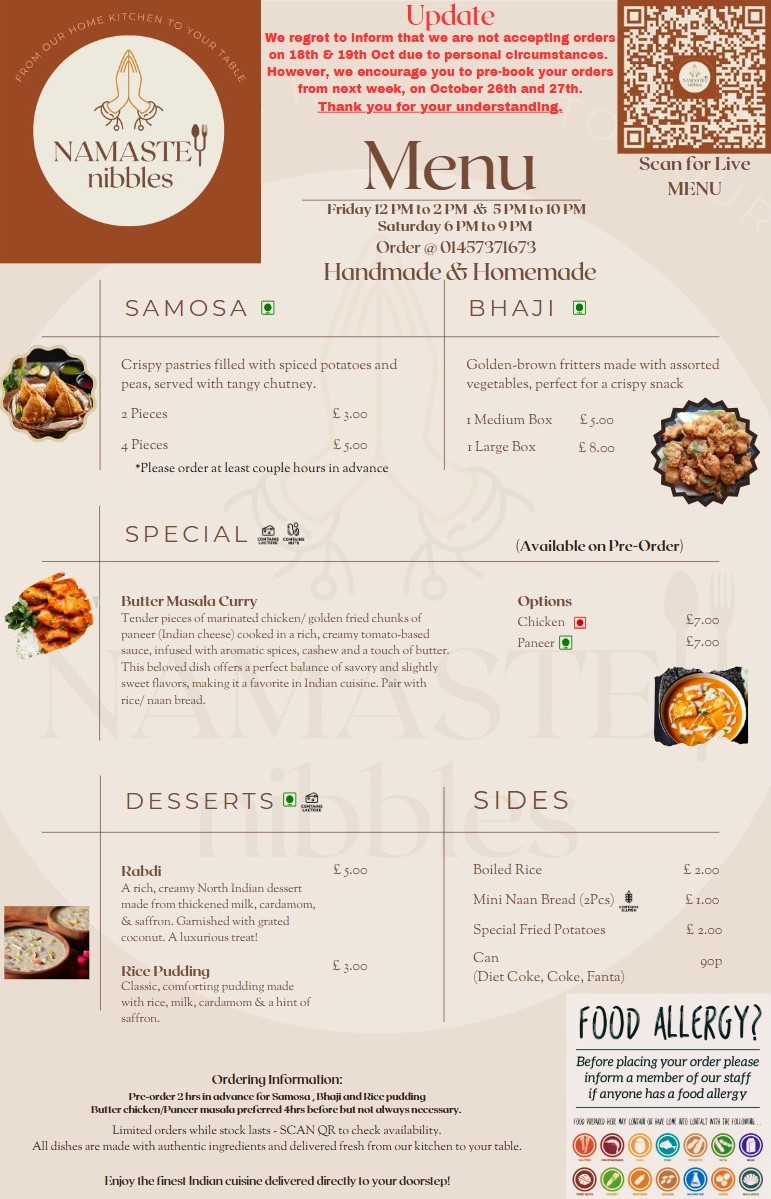 FROM OUR HOME KITCHEN TO YOUR TABLE
NAMASTE
nibbles
Update
We regret to inform that we are not accepting orders
on 18th & 19th Oct due to personal circumstances.
However, we encourage you to pre-book your orders
from next week, on October 26th and 27th.
Thank you for your understanding.
NAMASTE
nibbles
Scan for Live
MENU
Menu
Friday 12 PM to 2 PM & 5 PM to 10 PM
Saturday 6 PM to 9 PM
Order @ 01457371673
Handmade & Homemade
SAMOSA
Crispy pastries filled with spiced potatoes and
peas, served with tangy chutney.
2 Pieces £ 3.00
4 Pieces £ 5.00
*Please order at least couple hours in advance
BHAJI
Golden-brown fritters made with assorted
vegetables, perfect for a crispy snack
1 Medium Box £ 5.00
1 Large Box £ 8.00
SPECIAL
CONTAINS LACTOSE
CONTAINS NUTS
(Available on Pre-Order)
Butter Masala Curry
Tender pieces of marinated chicken/ golden fried chunks of
paneer (Indian cheese) cooked in a rich, creamy tomato-based
sauce, infused with aromatic spices, cashew and a touch of butter.
This beloved dish offers a perfect balance of savory and slightly
sweet flavors, making it a favorite in Indian cuisine. Pair with
rice/ naan bread.
Options
Chicken £7.00
Paneer £7.00
NAMASTE
nibbles
DESSERTS
CONTAINS LACTOSE
Rabdi £ 5.00
A rich, creamy North Indian dessert
made from thickened milk, cardamom,
& saffron. Garnished with grated
coconut. A luxurious treat!
Rice Pudding £ 3.00
Classic, comforting pudding made
with rice, milk, cardamom & a hint of
saffron.
SIDES
Boiled Rice £ 2.00
Mini Naan Bread (2Pcs) £ 1.00
CONTAINS GLUTEN
Special Fried Potatoes £ 2.00
Can 90p
(Diet Coke, Coke, Fanta)
Ordering Information:
Pre-order 2 hrs in advance for Samosa , Bhaji and Rice pudding
Butter chicken/Paneer masala preferred 4hrs before but not always necessary.
Limited orders while stock lasts - SCAN QR to check availability.
All dishes are made with authentic ingredients and delivered fresh from our kitchen to your table.
Enjoy the finest Indian cuisine delivered directly to your doorstep!
FOOD ALLERGY?
Before placing your order please
inform a member of our staff
if anyone has a food allergy
FOOD PREPARED HERE MAY CONTAIN OR HAVE COME INTO CONTACT WITH THE FOLLOWING...